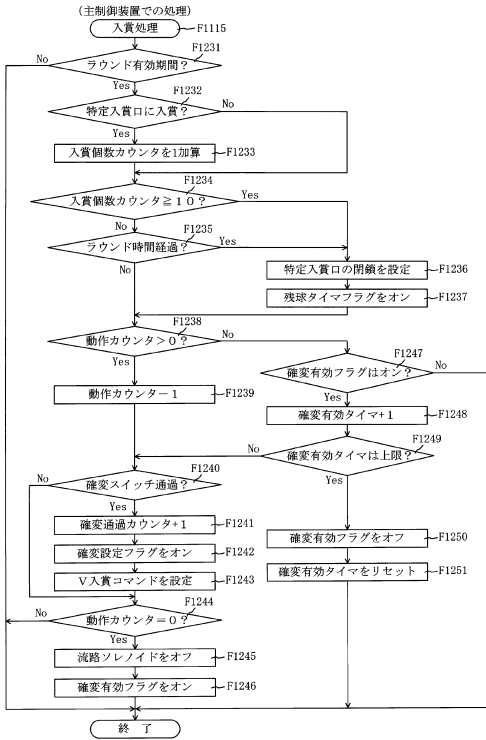 (主制御装置での処理)
入賞処理
F1115
F1231
ラウンド有効期間？
No
Yes
F1232
特定入賞口に入賞？
No
Yes
入賞個数カウンタを1加算
F1233
F1234
入賞個数カウンタ≧１０？
Yes
No
F1235
ラウンド時間経過？
Yes
No
特定入賞口の閉鎖を設定
F1236
残球タイマフラグをオン
F1237
F1238
動作カウンタ＞０？
No
Yes
動作カウンタ－１
F1239
F1247
確変有効フラグはオン？
No
Yes
確変有効タイマ+１
F1248
F1249
確変有効タイマは上限？
No
Yes
F1240
確変スイッチ通過？
No
Yes
確変通過カウンタ+１
F1241
確変設定フラグをオン
F1242
Ｖ入賞コマンドを設定
F1243
確変有効フラグをオフ
F1250
確変有効タイマをリセット
F1251
F1244
動作カウンタ＝０？
No
Yes
流路ソレノイドをオフ
F1245
確変有効フラグをオン
F1246
終　了